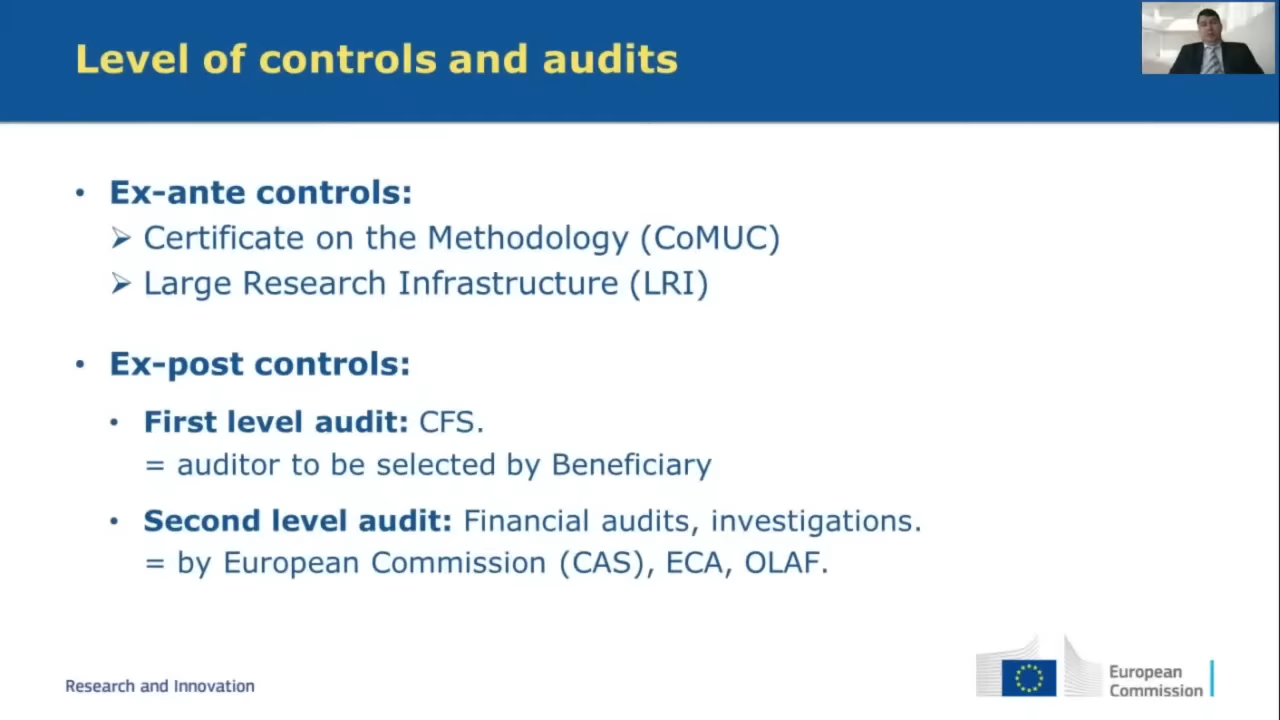 Level of controls and audits
• Ex-ante controls:
➢ Certificate on the Methodology (CoMUC)
➢ Large Research Infrastructure (LRI)
• Ex-post controls:
• First level audit: CFS.
= auditor to be selected by Beneficiary
• Second level audit: Financial audits, investigations.
= by European Commission (CAS), ECA, OLAF.
Research and Innovation
European
Commission